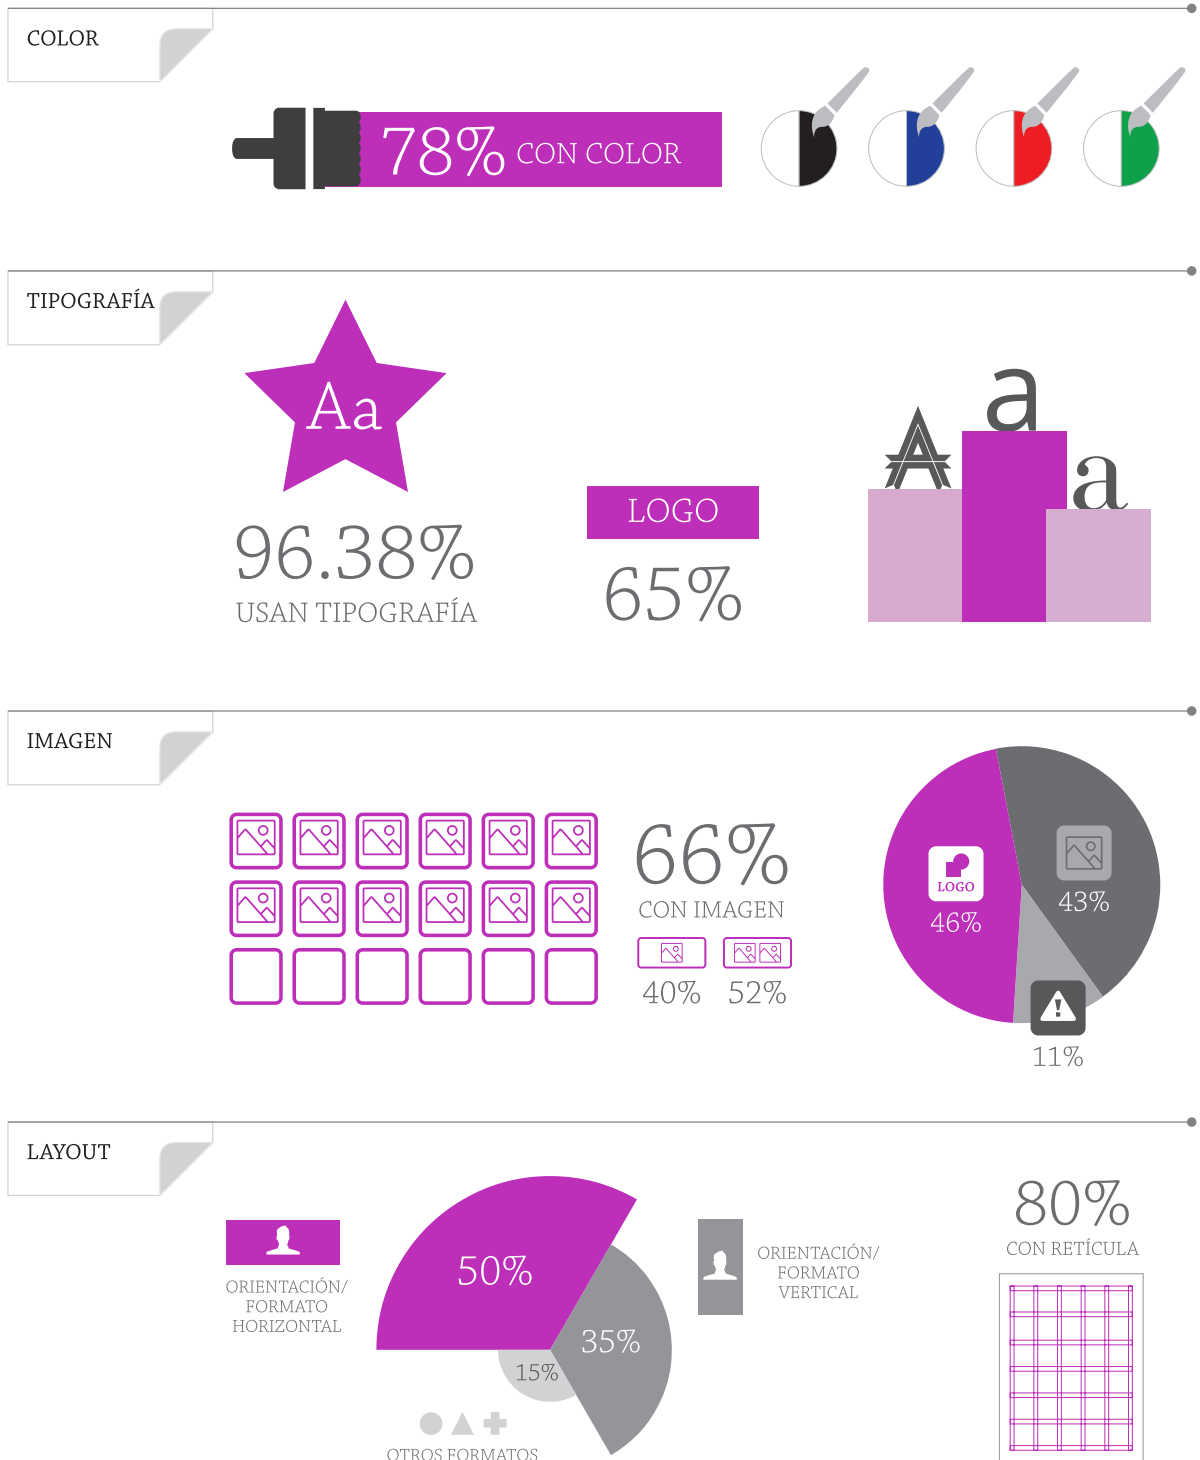 COLOR
78% CON COLOR
TIPOGRAFÍA
Aa
96.38%
USAN TIPOGRAFÍA
LOGO
65%
A
a
a
IMAGEN
66%
CON IMAGEN
40%
52%
LOGO
46%
43%
11%
LAYOUT
ORIENTACIÓN/
FORMATO
HORIZONTAL
50%
35%
15%
OTROS FORMATOS
ORIENTACIÓN/
FORMATO
VERTICAL
80%
CON RETÍCULA